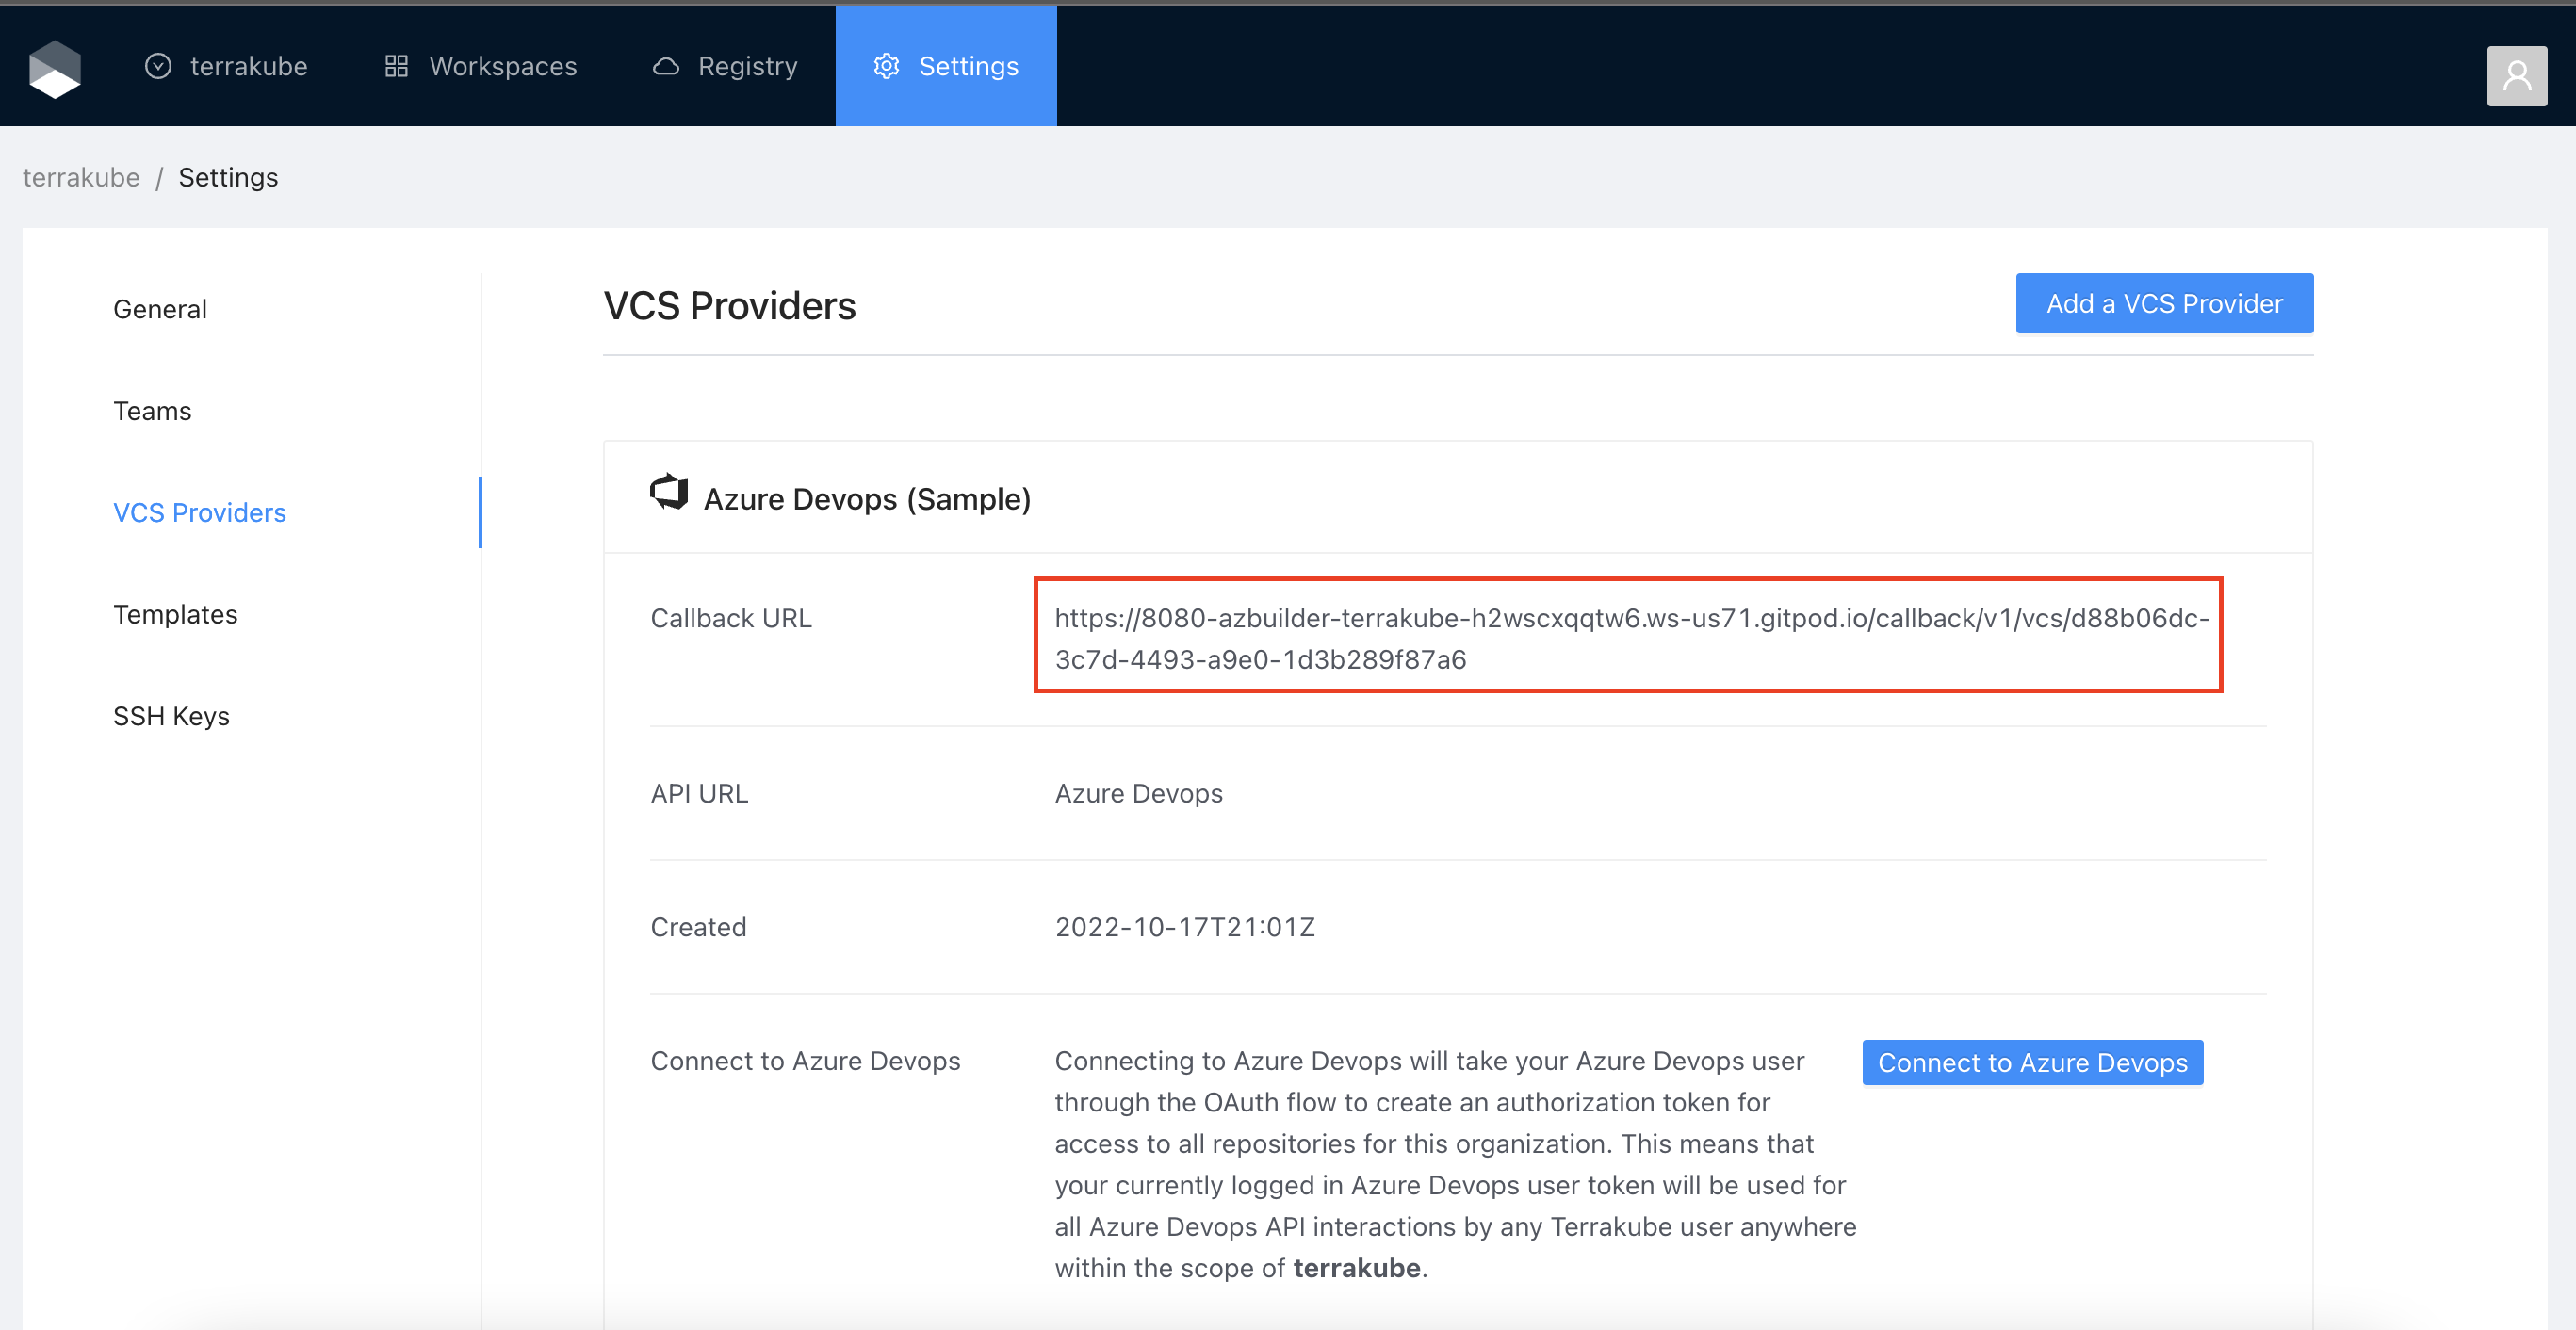 terrakube
Workspaces
Registry
Settings
terrakube / Settings
General
Teams
VCS Providers
Templates
SSH Keys
VCS Providers
Add a VCS Provider
Azure Devops (Sample)
Callback URL
https://8080-azbuilder-terrakube-h2wscxqqtw6.ws-us71.gitpod.io/callback/v1/vcs/d88b06dc-
3c7d-4493-a9e0-1d3b289f87a6
API URL
Azure Devops
Created
2022-10-17T21:01Z
Connect to Azure Devops
Connecting to Azure Devops will take your Azure Devops user
through the OAuth flow to create an authorization token for
access to all repositories for this organization. This means that
your currently logged in Azure Devops user token will be used for
all Azure Devops API interactions by any Terrakube user anywhere
within the scope of terrakube.
Connect to Azure Devops